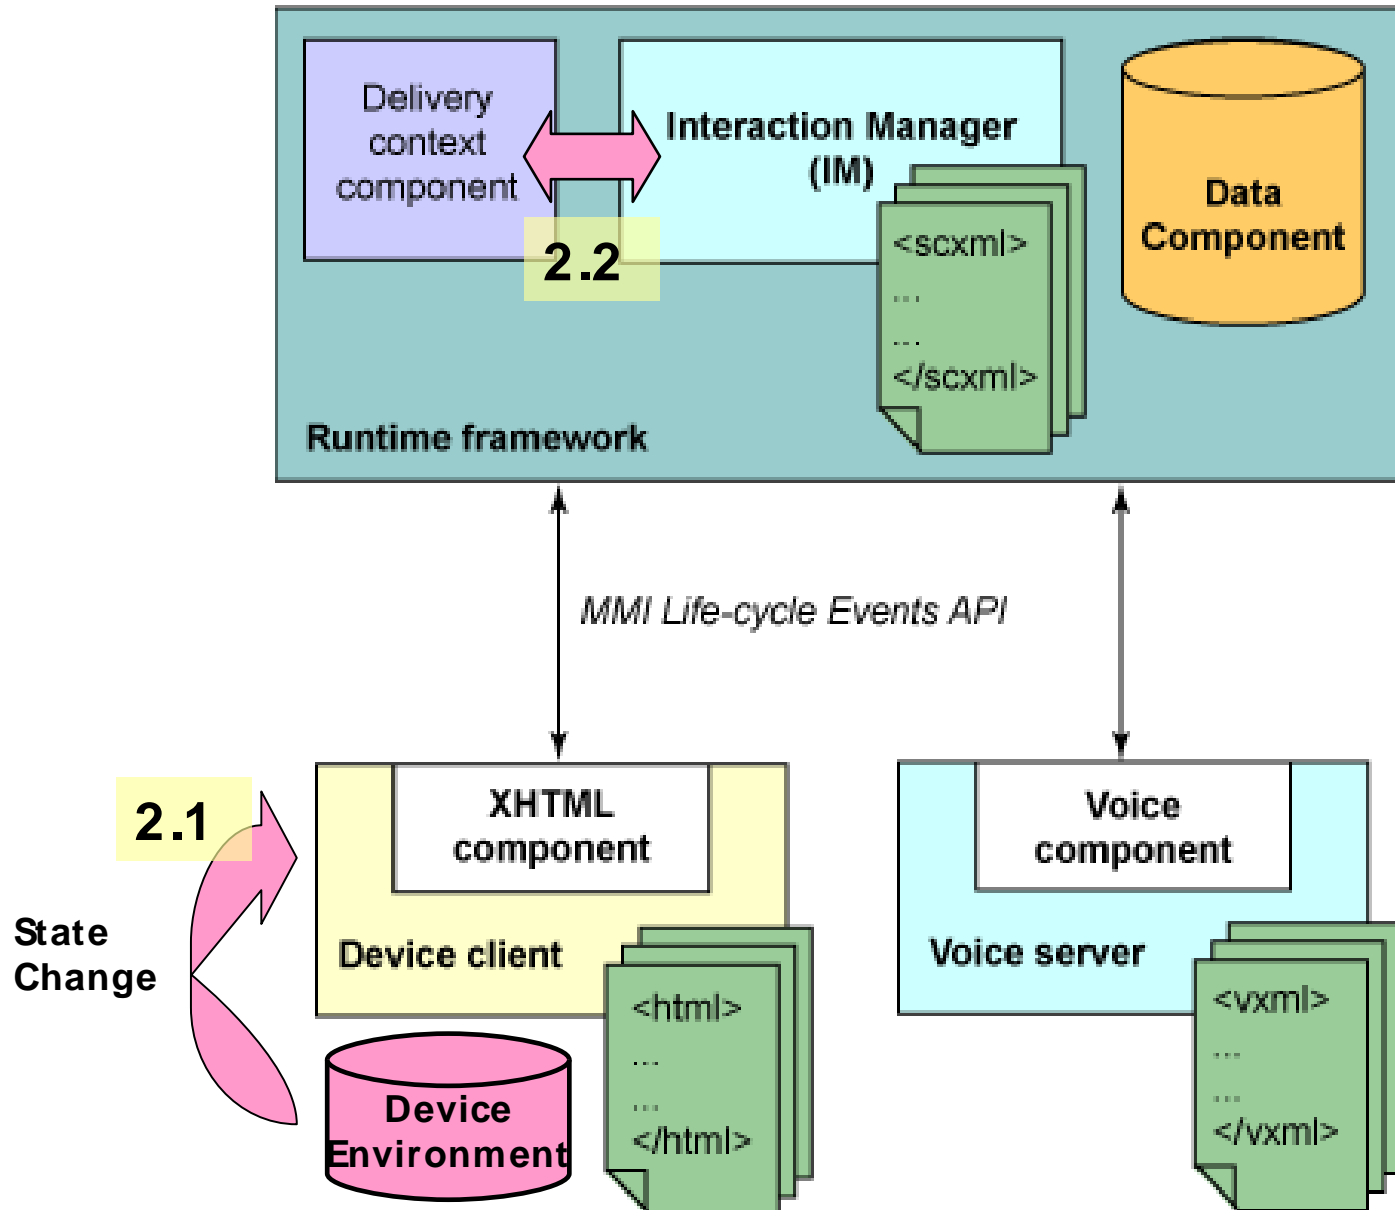 Delivery
context
component
Interaction Manager
(IM)
Data
Component
2.2
<scxml>
...
...
</scxml>
Runtime framework
MMI Life-cycle Events API
2.1
State
Change
XHTML
component
Device client
<html>
...
...
</html>
Device
Environment
Voice
component
Voice server
<vxml>
...
...
</vxml>